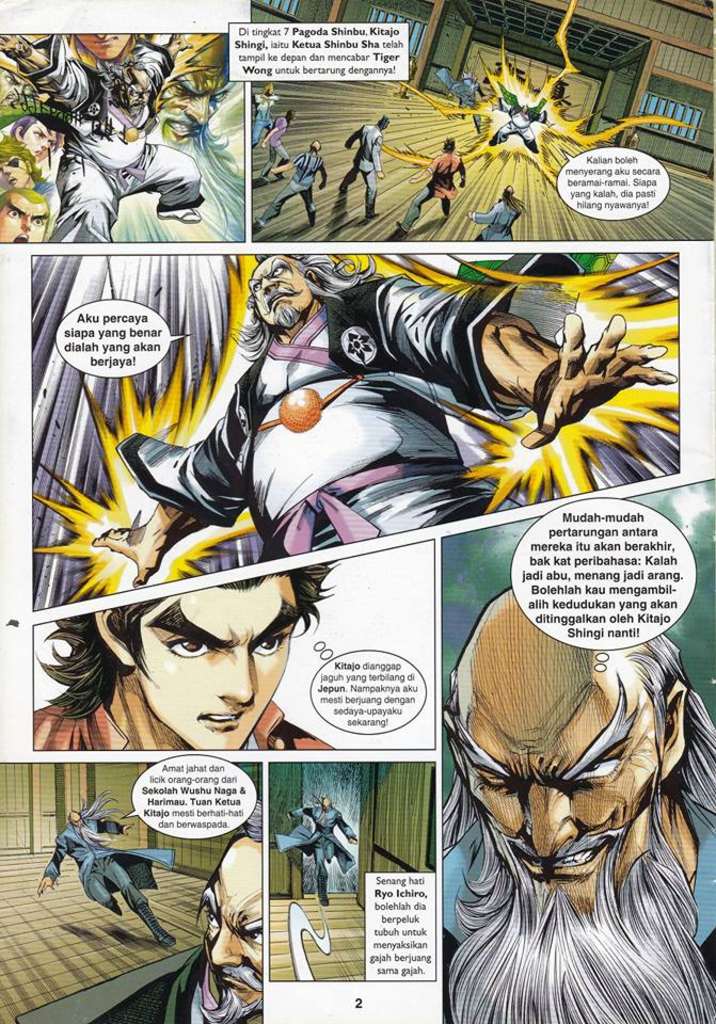 Di tingkat 7 Pagoda Shinbu, Kitajo
Shingi, iaitu Ketua Shinbu Sha telah
tampil ke depan dan mencabar Tiger
Wong untuk bertarung dengannya!
Kalian boleh
menyerang aku secara
beramai-ramai. Siapa
yang kalah, dia pasti
hilang nyawanya!
Aku percaya
siapa yang benar
dialah yang akan
berjaya!
Mudah-mudah
pertarungan antara
mereka itu akan berakhir,
bak kata peribahasa: Kalah
jadi abu, menang jadi arang.
Bolehlah kau mengambil-
alih kedudukan yang akan
ditinggalkan oleh Kitajo
Shingi nanti!
Kitajo dianggap
jaguh yang terbilang di
Jepun. Nampaknya aku
mesti berjuang dengan
sedaya-upayaku
sekarang!
Amat jahat dan
licik orang-orang dari
Sekolah Wushu Naga &
Harimau. Tuan Ketua
Kitajo mesti berhati-hati
dan berwaspada.
Senang hati
Ryo Ichiro,
bolehlah dia
berpeluk
tubuh untuk
menyaksikan
gajah berjuang
sama gajah.
2